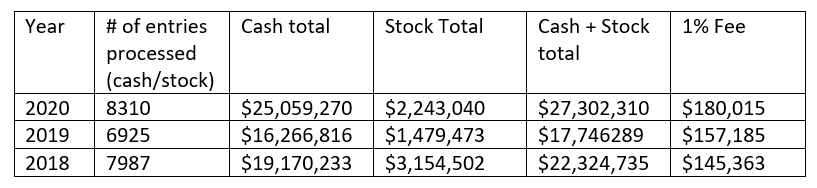 Year # of entries processed (cash/stock) Cash total Stock Total Cash + Stock total 1% Fee
2020 8310 $25,059,270 $2,243,040 $27,302,310 $180,015
2019 6925 $16,266,816 $1,479,473 $17,746289 $157,185
2018 7987 $19,170,233 $3,154,502 $22,324,735 $145,363